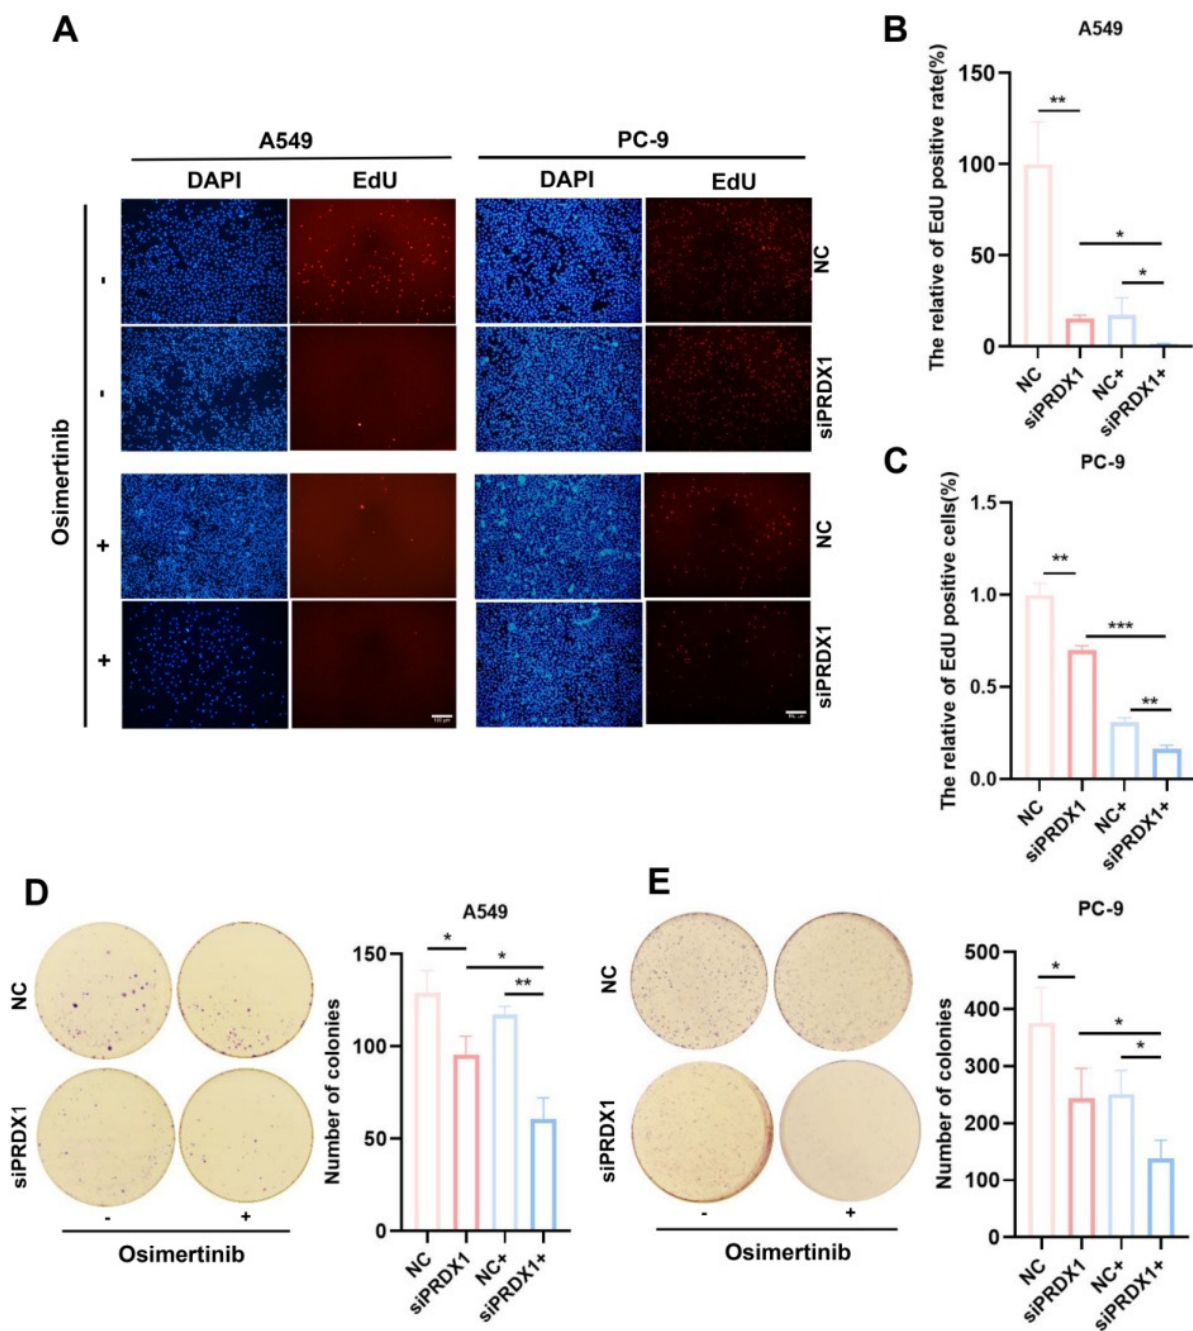 A
A549
PC-9
DAPI
EdU
DAPI
EdU
Osimertinib
-
-
+
+
NC
siPRDX1
NC
siPRDX1
100 μm
B
A549
The relative of EdU positive rate(%)
150
100
50
0
**
*
*
NC
siPRDX1
NC+
siPRDX1+
C
PC-9
The relative of EdU positive cells(%)
1.5
1.0
0.5
0.0
**
***
**
NC
siPRDX1
NC+
siPRDX1+
D
NC
siPRDX1
-
+
Osimertinib
A549
Number of colonies
150
100
50
0
*
*
**
NC
siPRDX1
NC+
siPRDX1+
E
NC
siPRDX1
-
+
Osimertinib
PC-9
Number of colonies
500
400
300
200
100
0
*
*
*
NC
siPRDX1
NC+
siPRDX1+